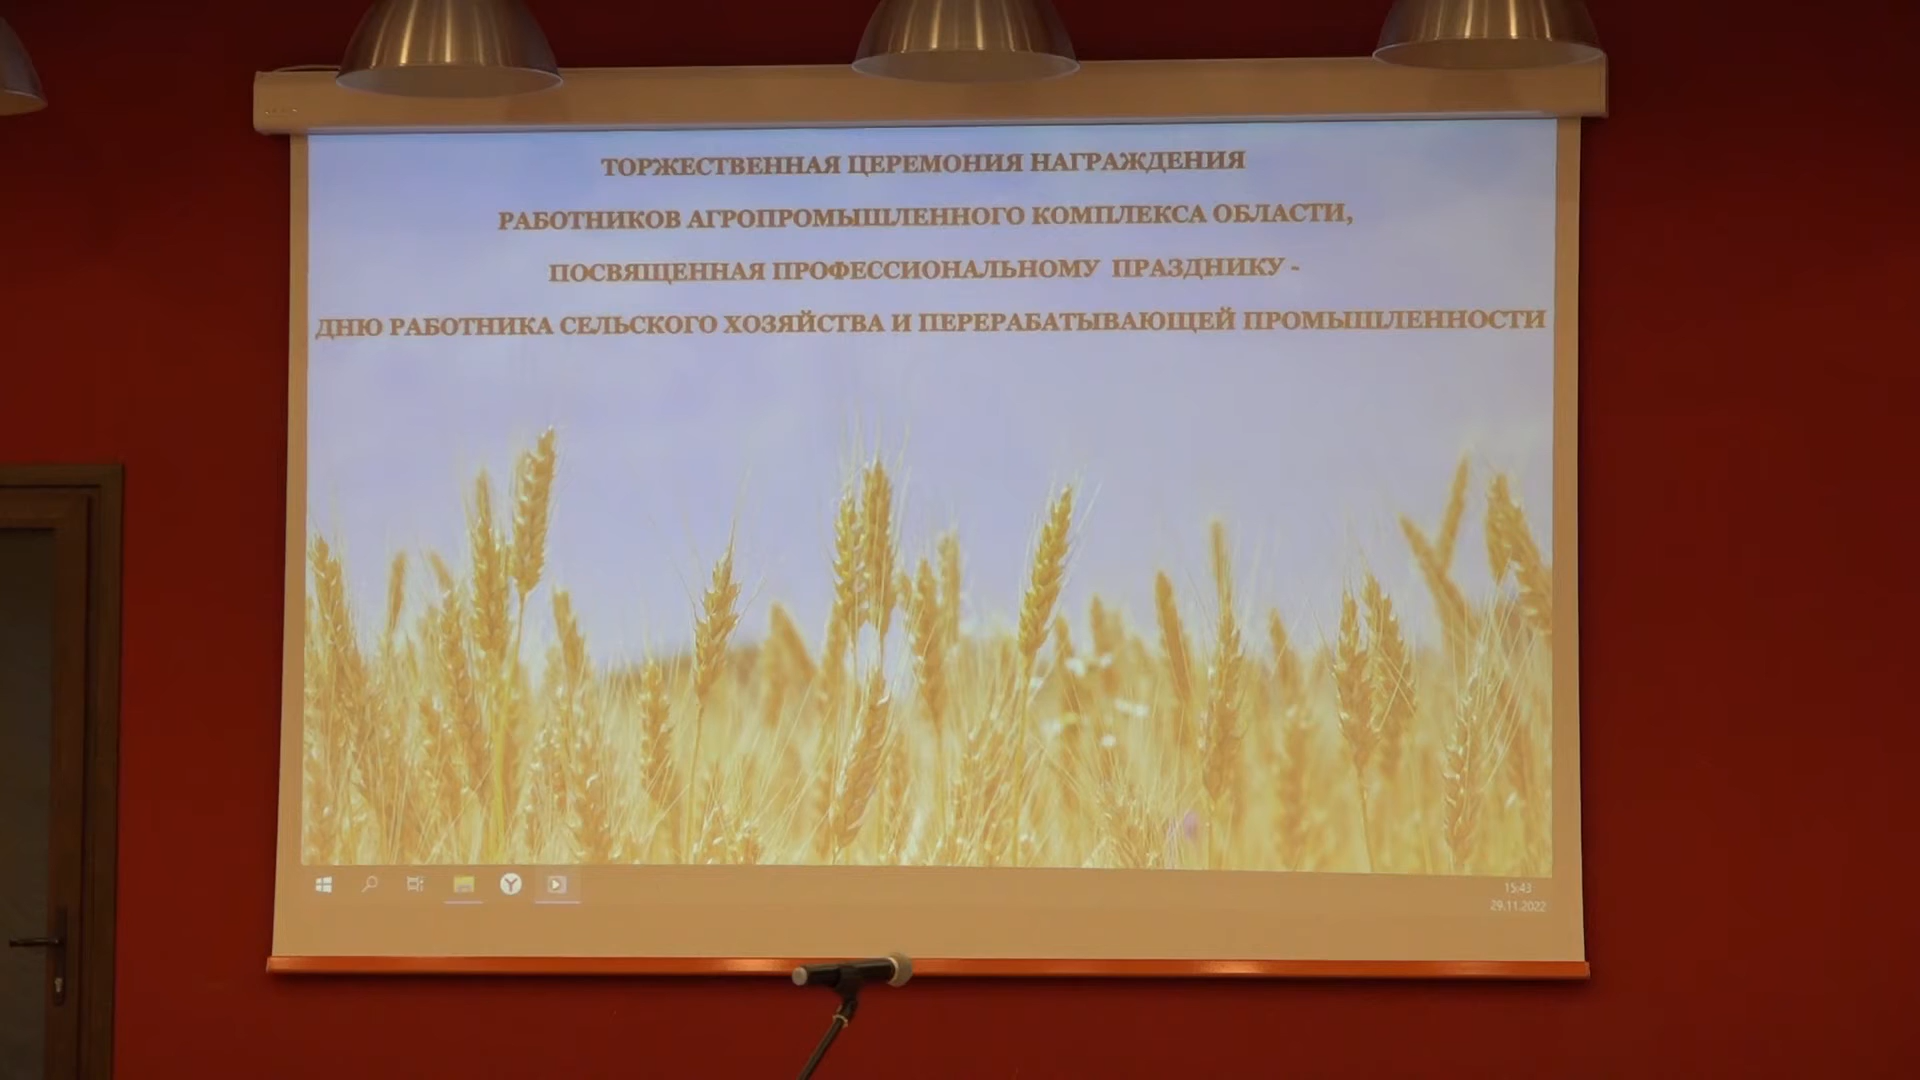 ТОРЖЕСТВЕННАЯ ЦЕРЕМОНИЯ НАГРАЖДЕНИЯ
РАБОТНИКОВ АГРОПРОМЫШЛЕННОГО КОМПЛЕКСА ОБЛАСТИ,
ПОСВЯЩЕННАЯ ПРОФЕССИОНАЛЬНОМУ ПРАЗДНИКУ -
ДНЮ РАБОТНИКА СЕЛЬСКОГО ХОЗЯЙСТВА И ПЕРЕРАБАТЫВАЮЩЕЙ ПРОМЫШЛЕННОСТИ
15:43
29.11.2022